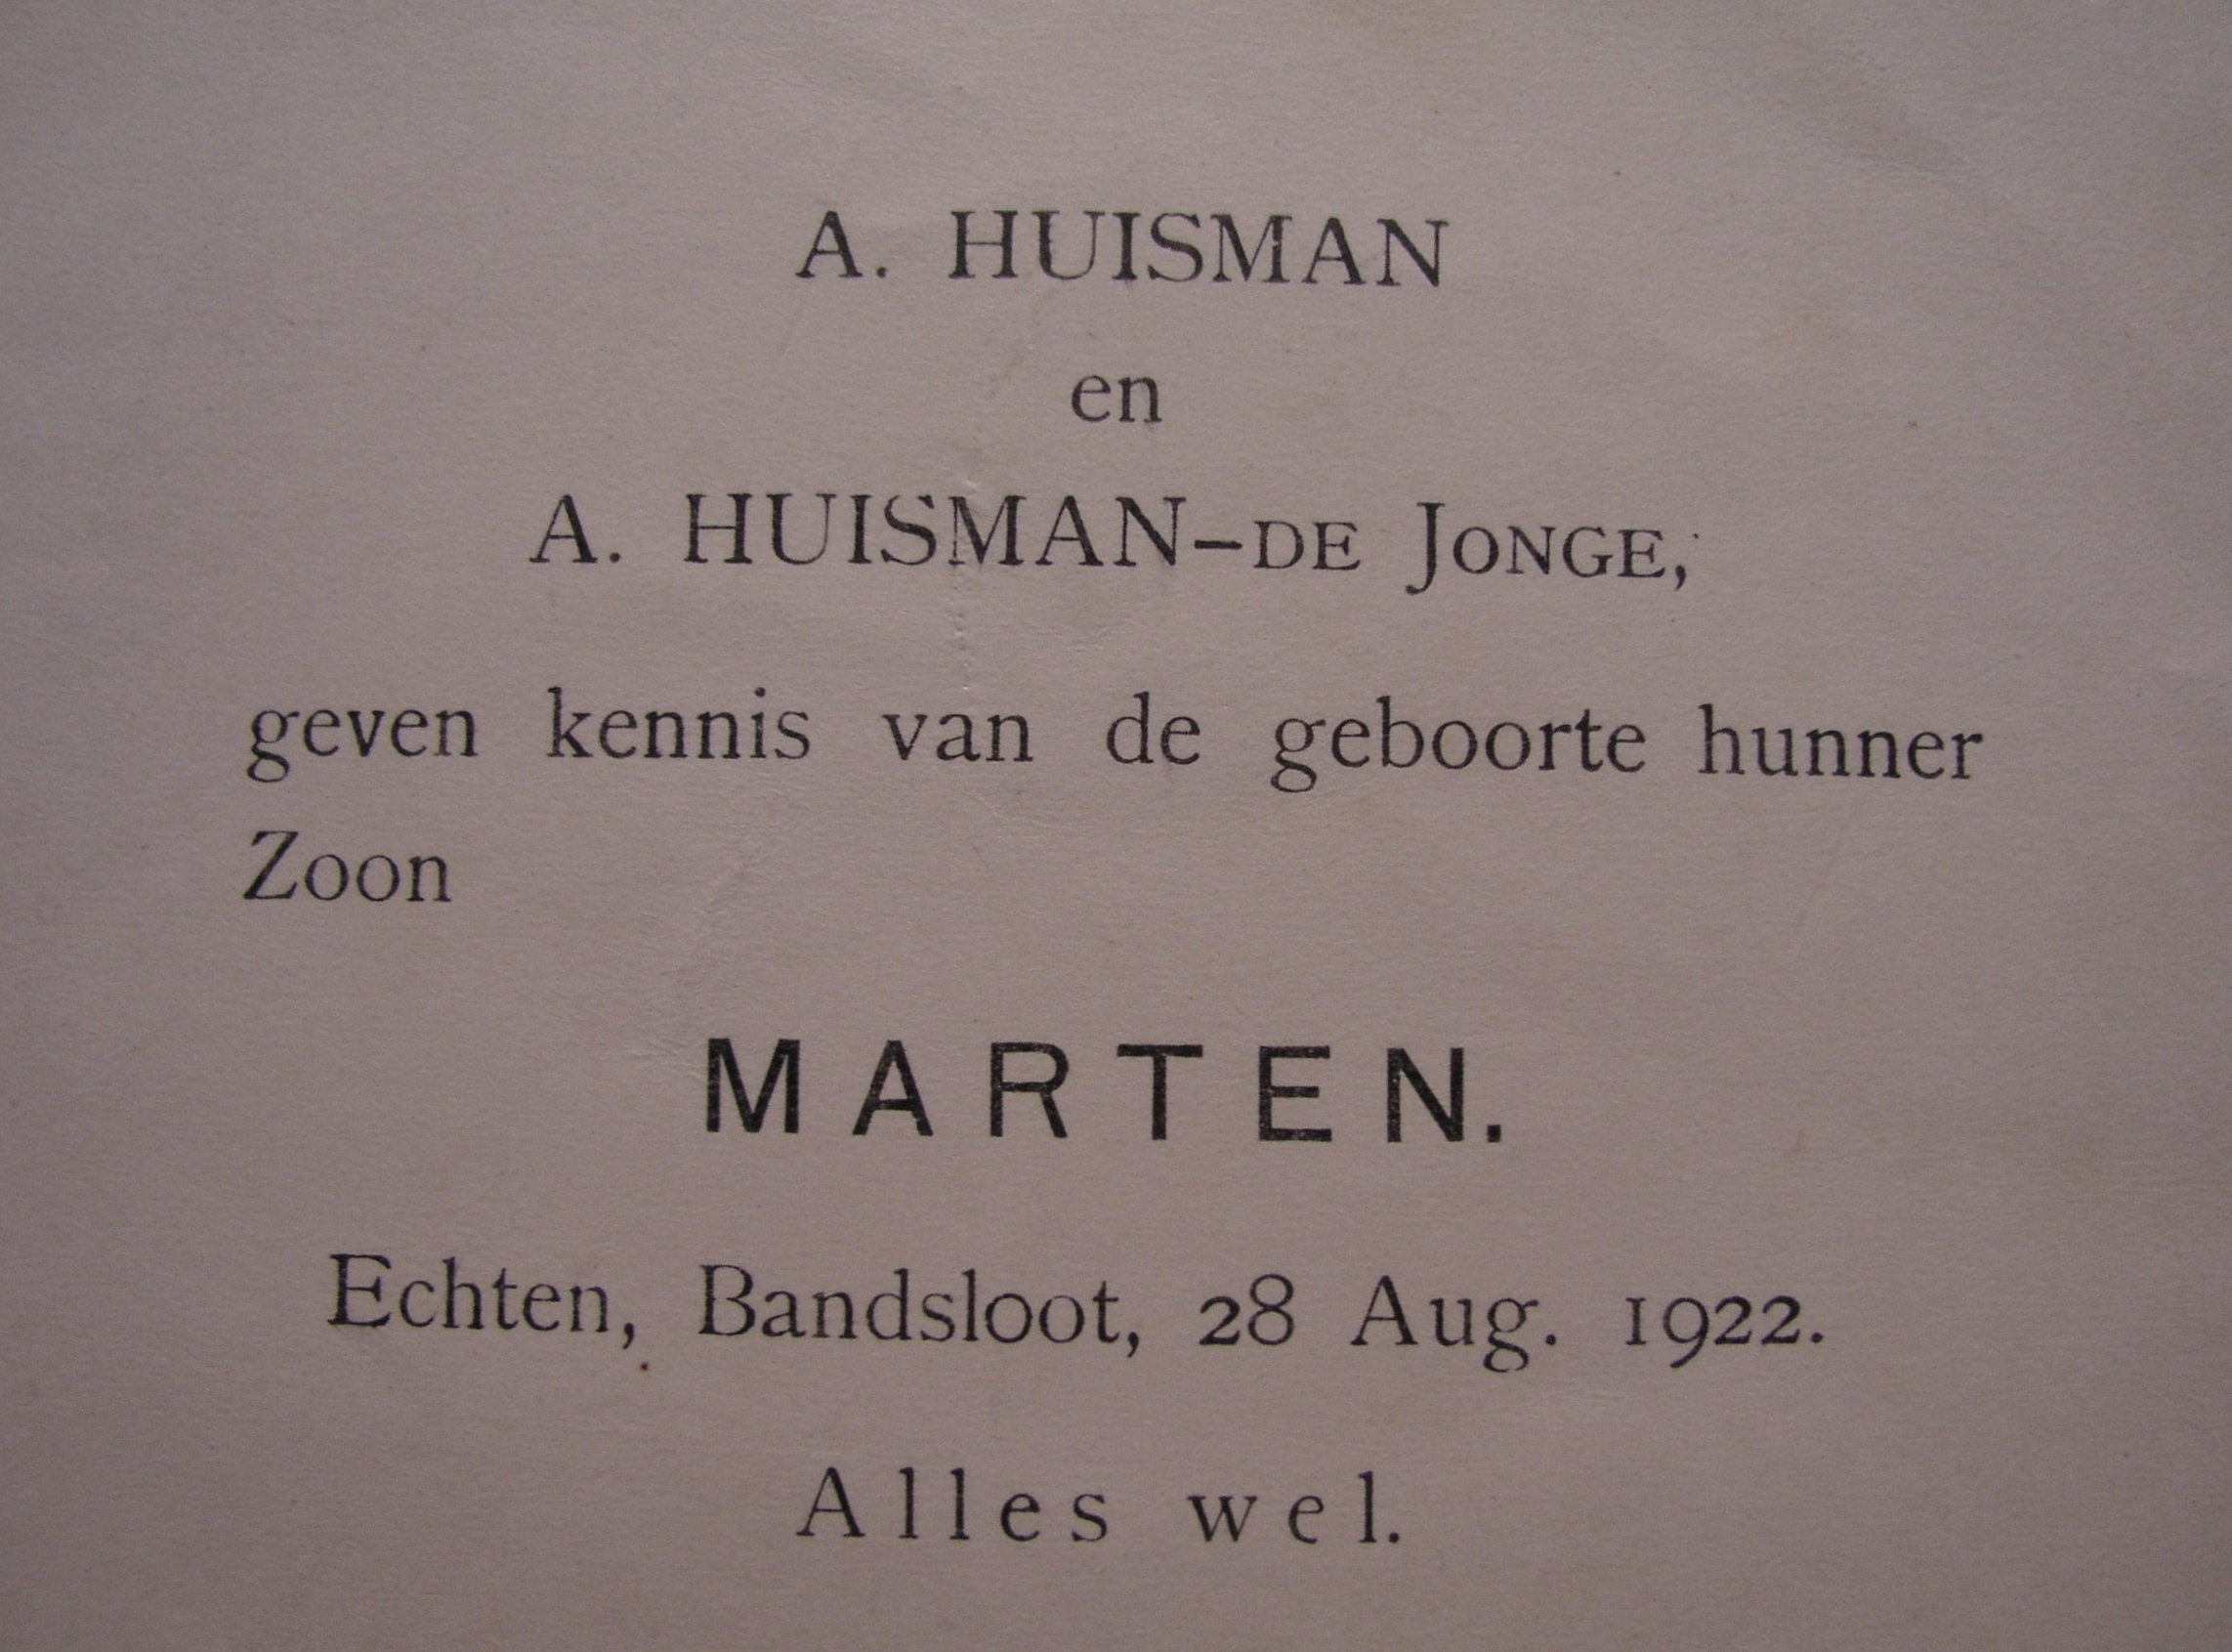 A. HUISMAN
en
A. HUISMAN–DE JONGE,
geven kennis van de geboorte hunner
Zoon
MARTEN.
Echten, Bandsloot, 28 Aug. 1922.
Alles wel.